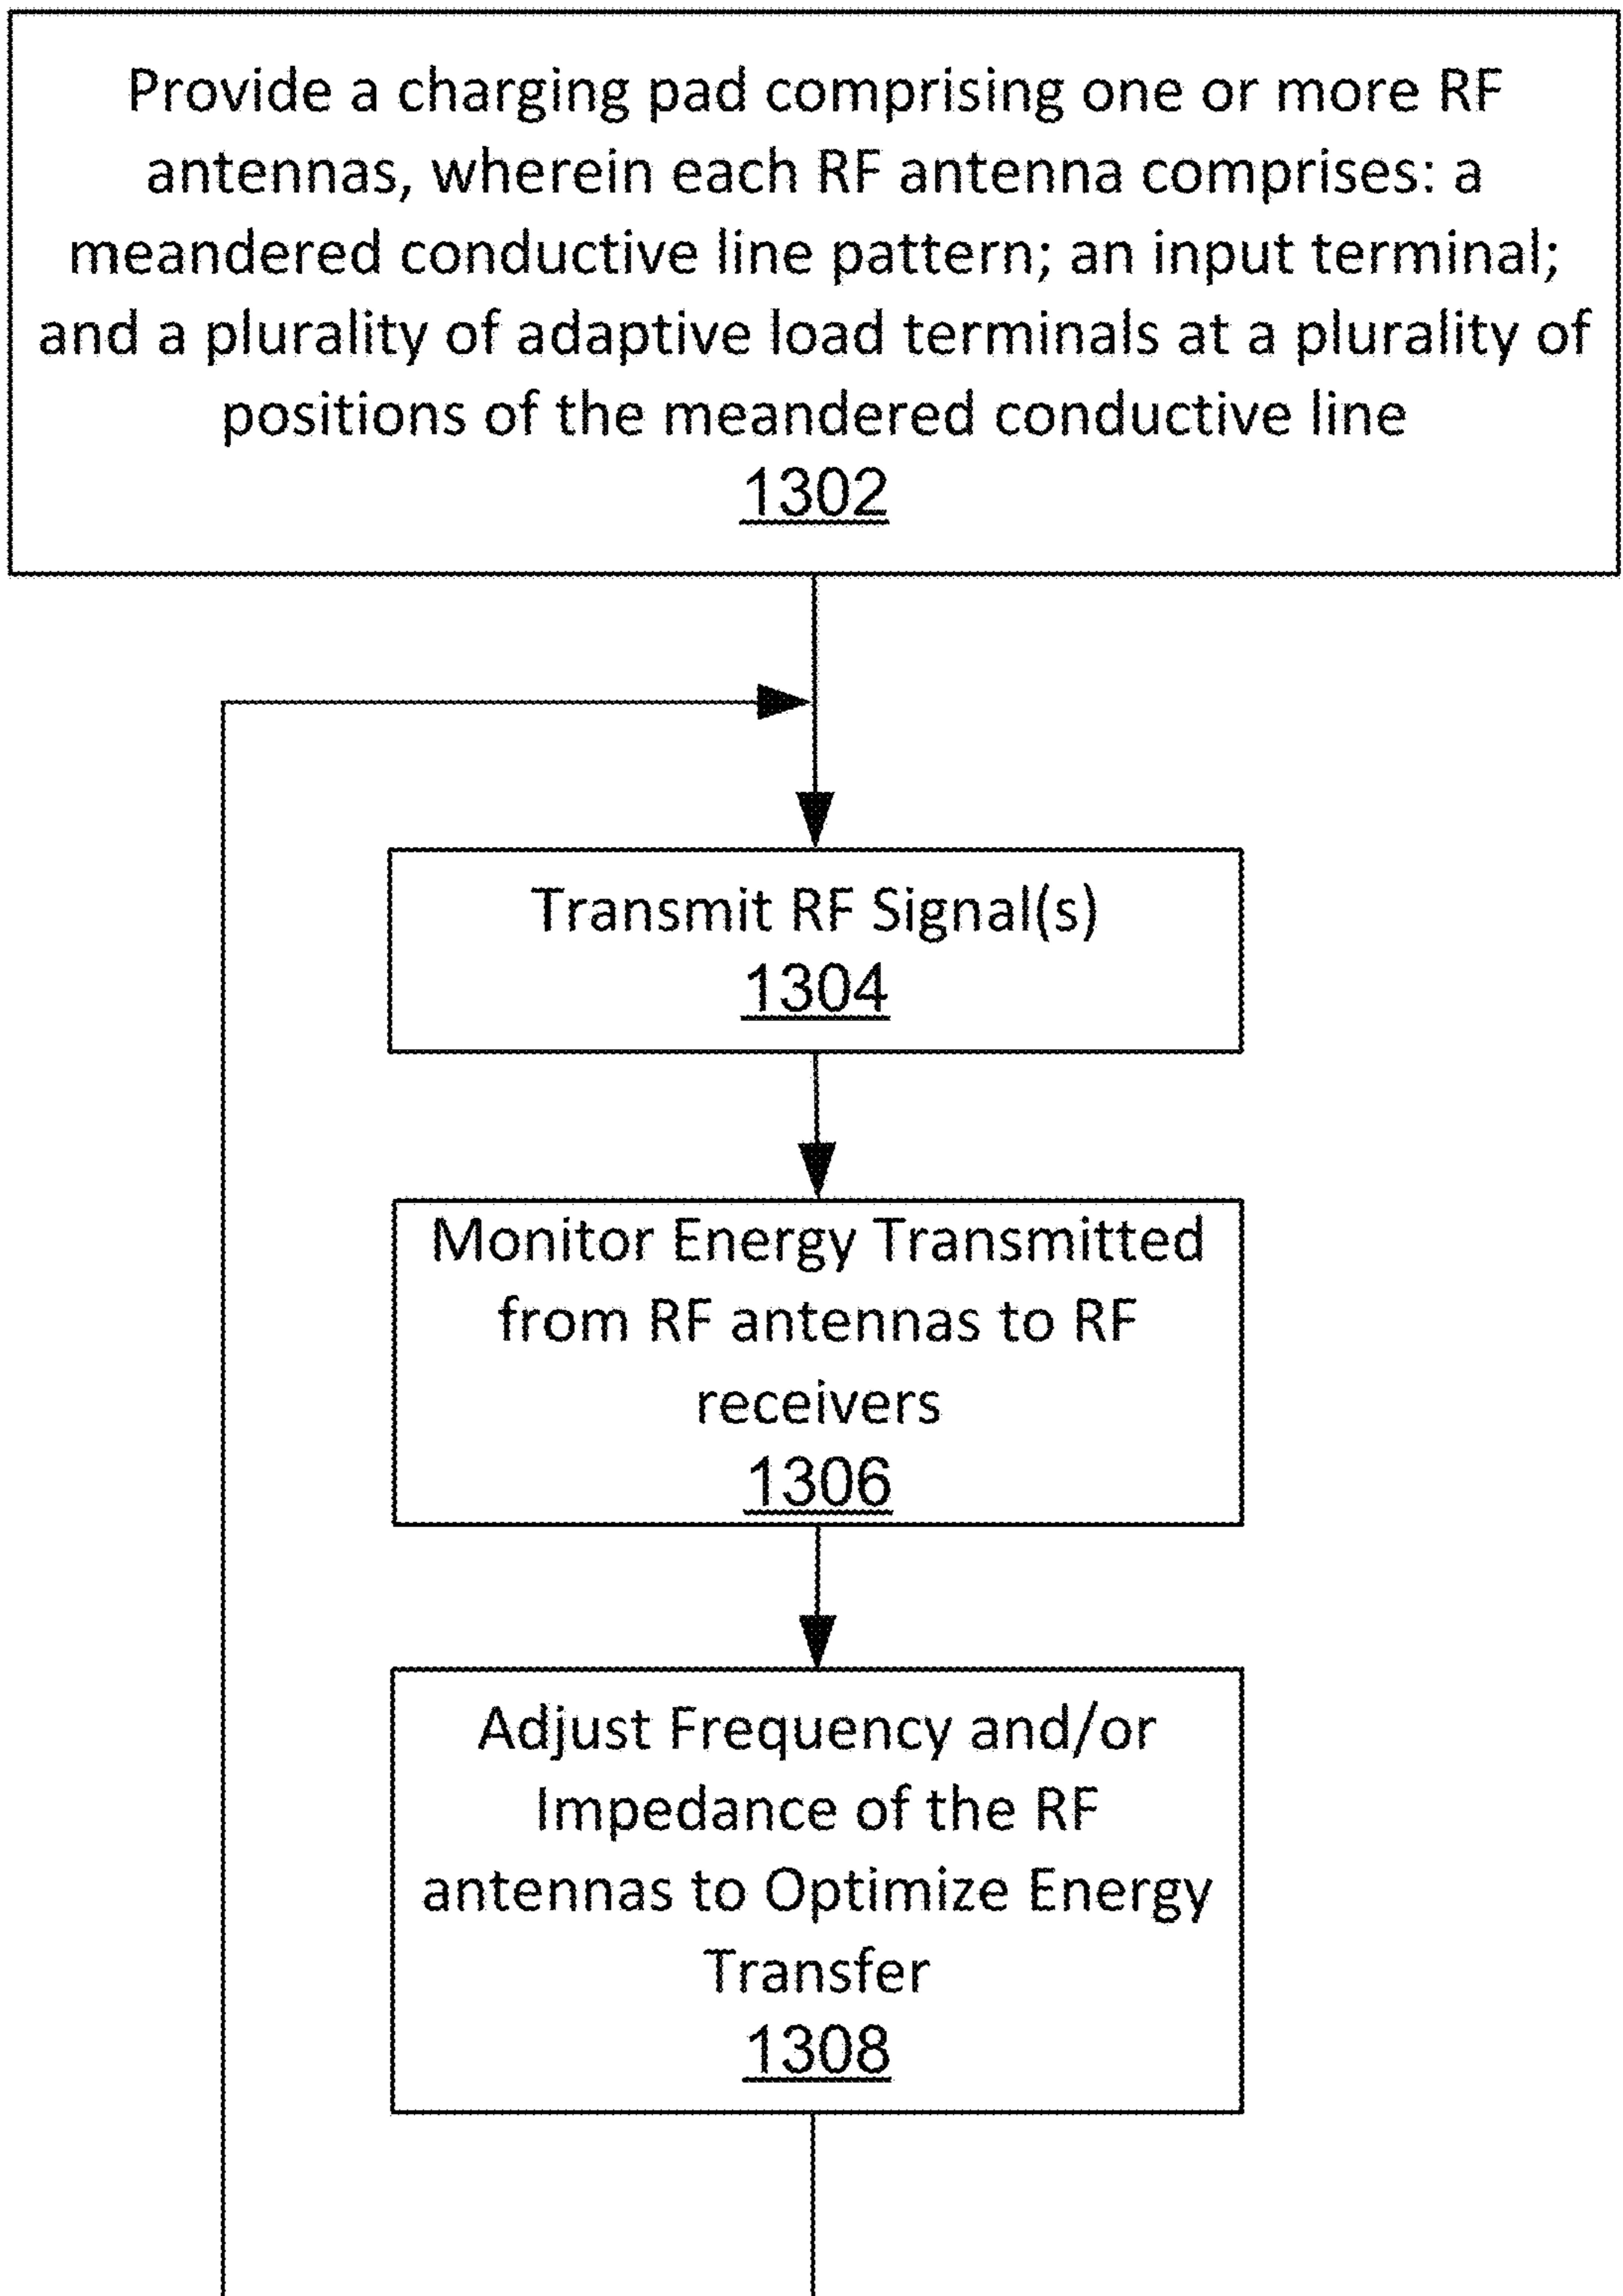 Provide a charging pad comprising one or more RF
antennas, wherein each RF antenna comprises: a
meandered conductive line pattern; an input terminal;
and a plurality of adaptive load terminals at a plurality of
positions of the meandered conductive line
1302
Transmit RF Signal(s)
1304
Monitor Energy Transmitted
from RF antennas to RF
receivers
1306
Adjust Frequency and/or
Impedance of the RF
antennas to Optimize Energy
Transfer
1308